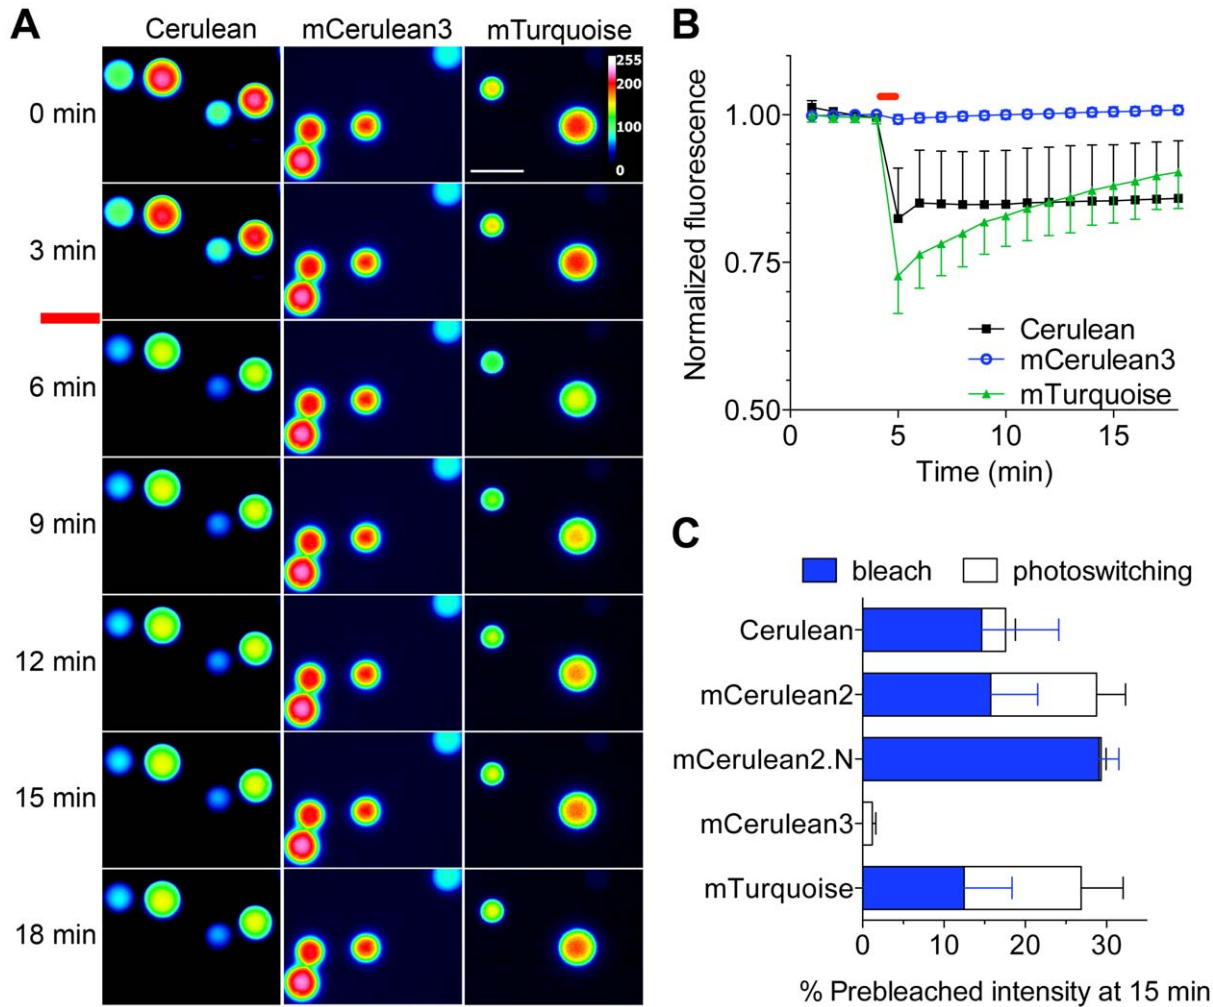 A
Cerulean mCerulean3 mTurquoise
0 min
255
200
100
0
3 min
6 min
9 min
12 min
15 min
18 min
B
Normalized fluorescence
1.00
0.75
0.50
Cerulean
mCerulean3
mTurquoise
0 5 10 15
Time (min)
C
bleach photoswitching
Cerulean
mCerulean2
mCerulean2.N
mCerulean3
mTurquoise
0 10 20 30
% Prebleached intensity at 15 min